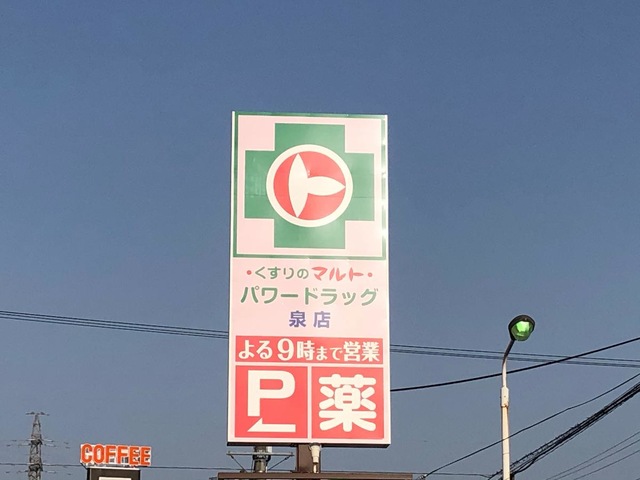 ト
・くすりのマルト・
パワードラッグ
泉店
よる9時まで営業
P 薬
COFFEE